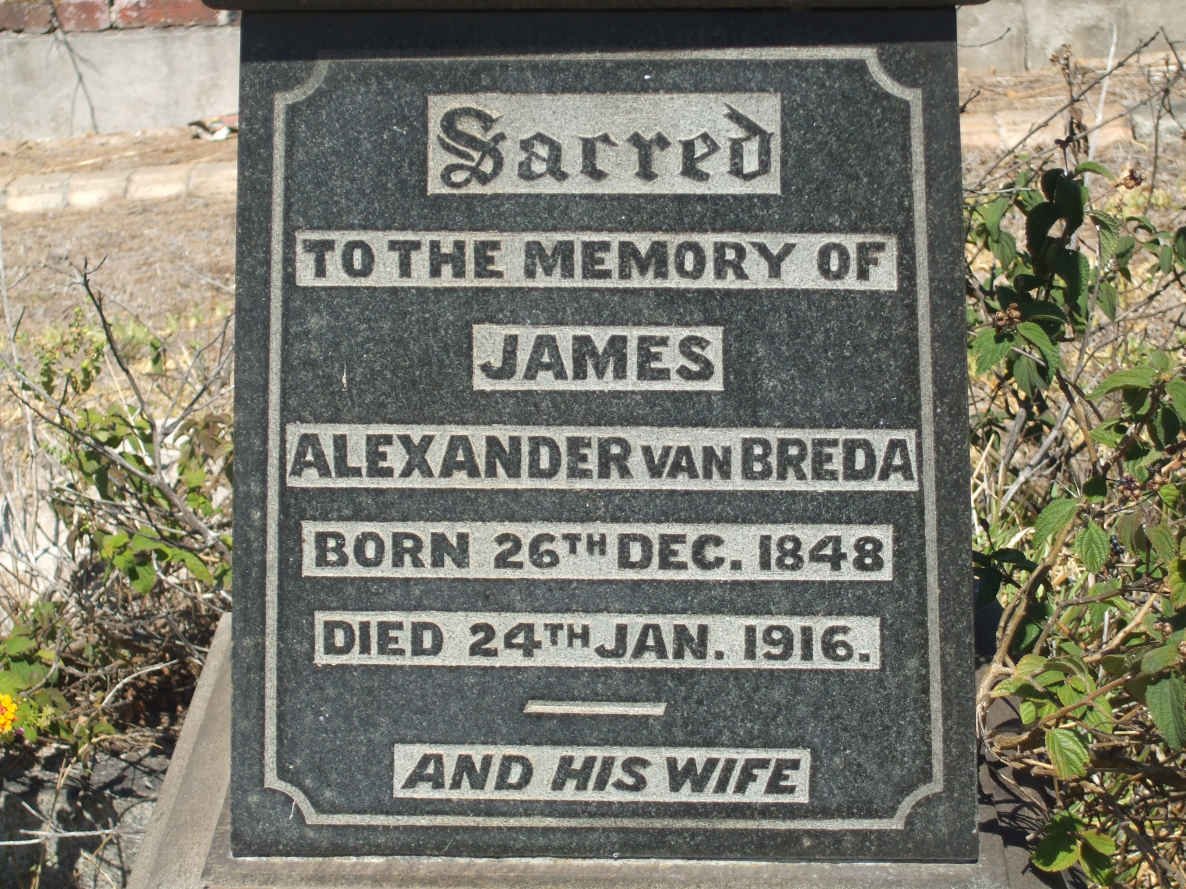 Sacred
TO THE MEMORY OF
JAMES
ALEXANDER VAN BREDA
BORN 26TH DEC. 1848
DIED 24TH JAN. 1916.
AND HIS WIFE